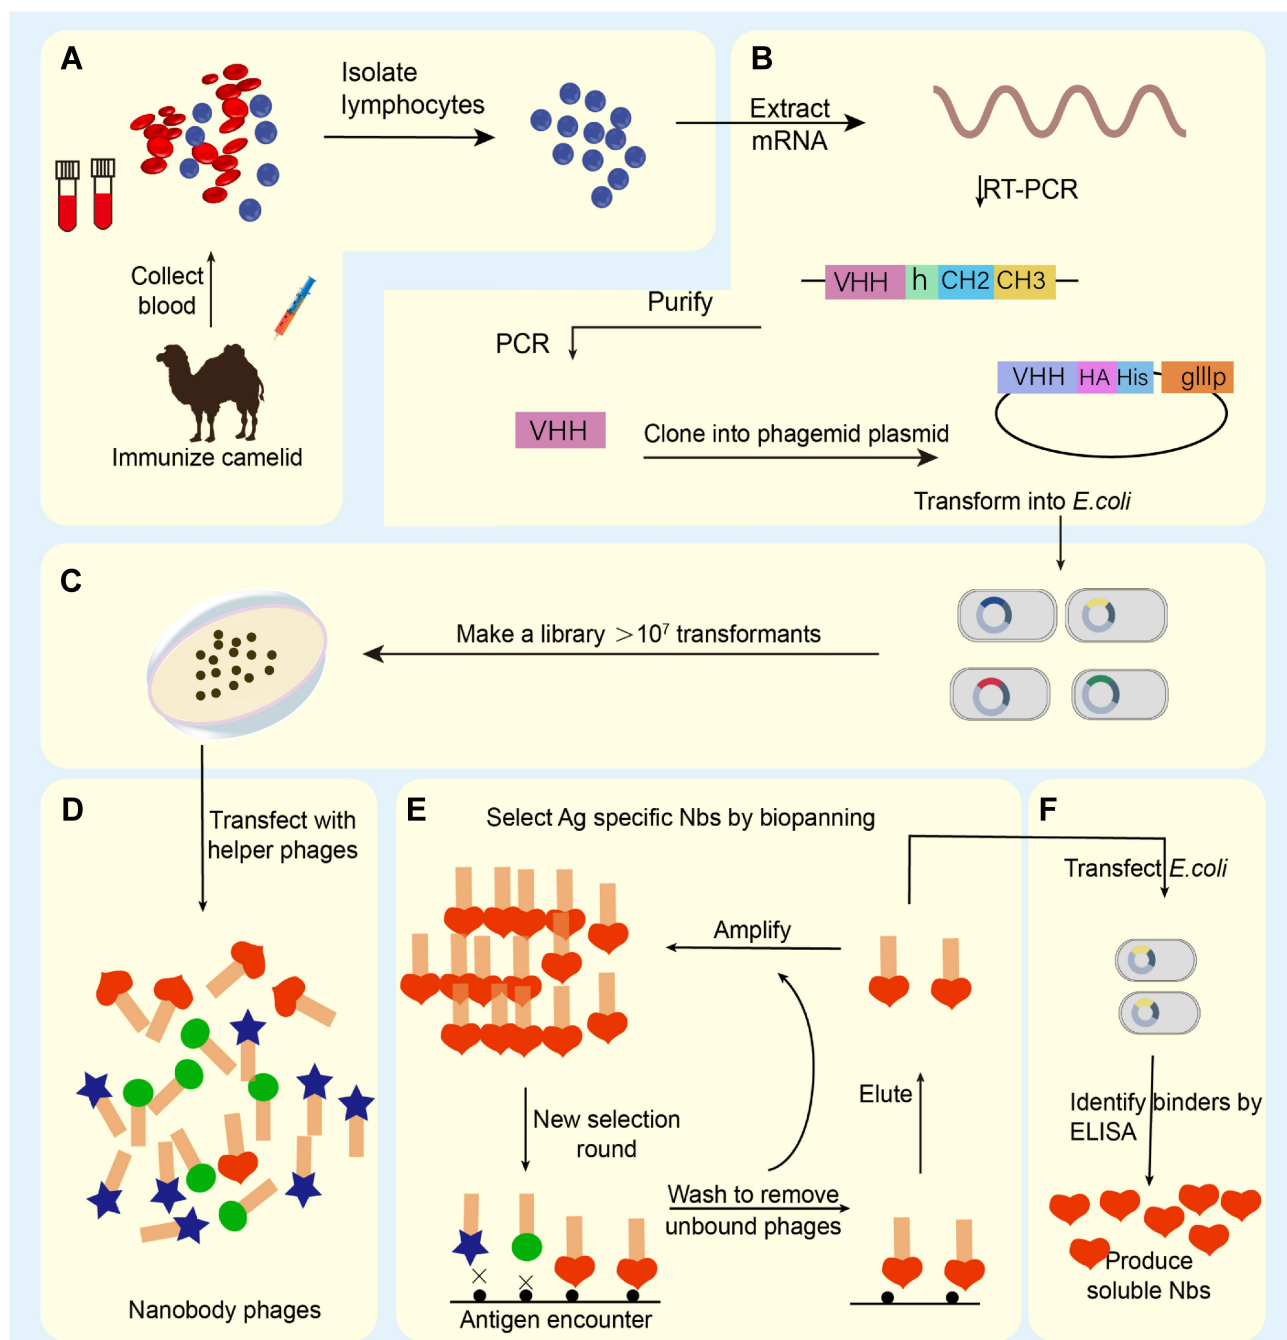 A
Isolate
lymphocytes
Collect
blood
Immunize camelid
B
Extract
mRNA
RT-PCR
VHH h CH2 CH3
Purify
PCR
VHH
Clone into phagemid plasmid
VHH HA His gIIIp
Transform into E.coli
C
Make a library >10⁷ transformants
D
Transfect with
helper phages
Nanobody phages
E
Select Ag specific Nbs by biopanning
Amplify
New selection
round
Elute
Wash to remove
unbound phages
Antigen encounter
F
Transfect E.coli
Identify binders by
ELISA
Produce
soluble Nbs